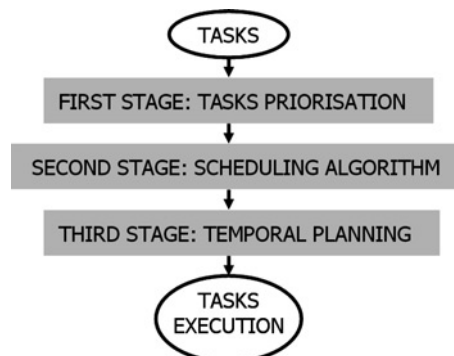 TASKS
FIRST STAGE: TASKS PRIORISATION
SECOND STAGE: SCHEDULING ALGORITHM
THIRD STAGE: TEMPORAL PLANNING
TASKS
EXECUTION